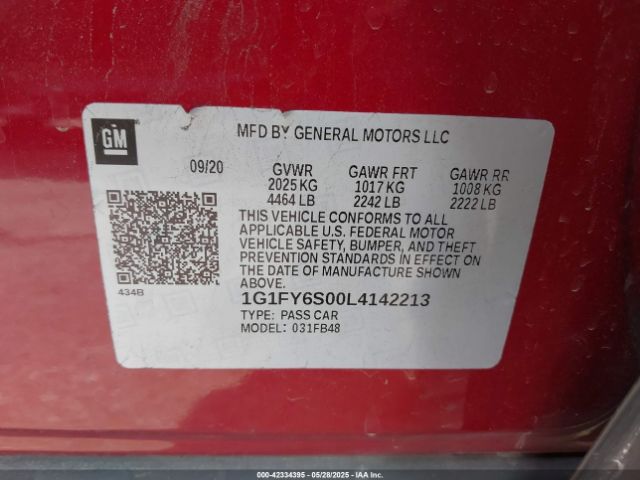 GM
MFD BY GENERAL MOTORS LLC
09/20
GVWR
2025 KG
4464 LB
GAWR FRT
1017 KG
2242 LB
GAWR RR
1008 KG
2222 LB
THIS VEHICLE CONFORMS TO ALL
APPLICABLE U.S. FEDERAL MOTOR
VEHICLE SAFETY, BUMPER, AND THEFT
PREVENTION STANDARDS IN EFFECT ON
THE DATE OF MANUFACTURE SHOWN
ABOVE.
434B
1G1FY6S00L4142213
TYPE: PASS CAR
MODEL: 031FB48
© 42334395 - 05/28/2025 - IAA Inc.